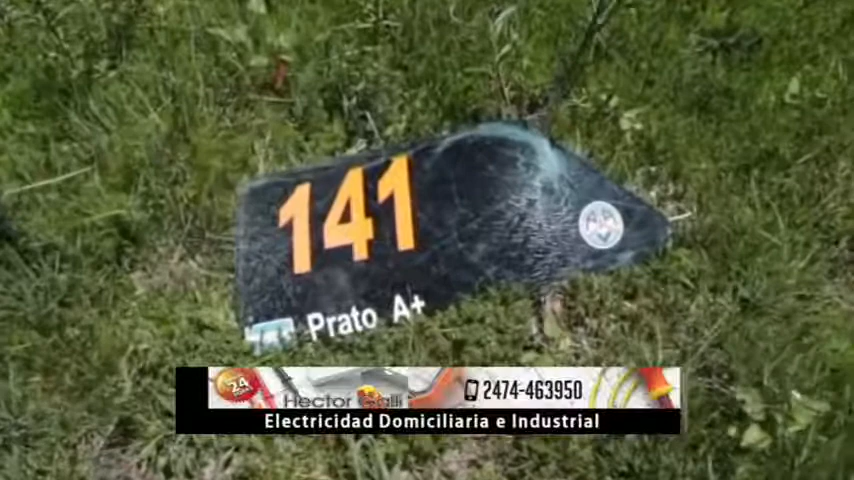 141
Prato A+
24
Hector Galli
2474-463950
Electricidad Domiciliaria e Industrial